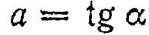 a = tg α